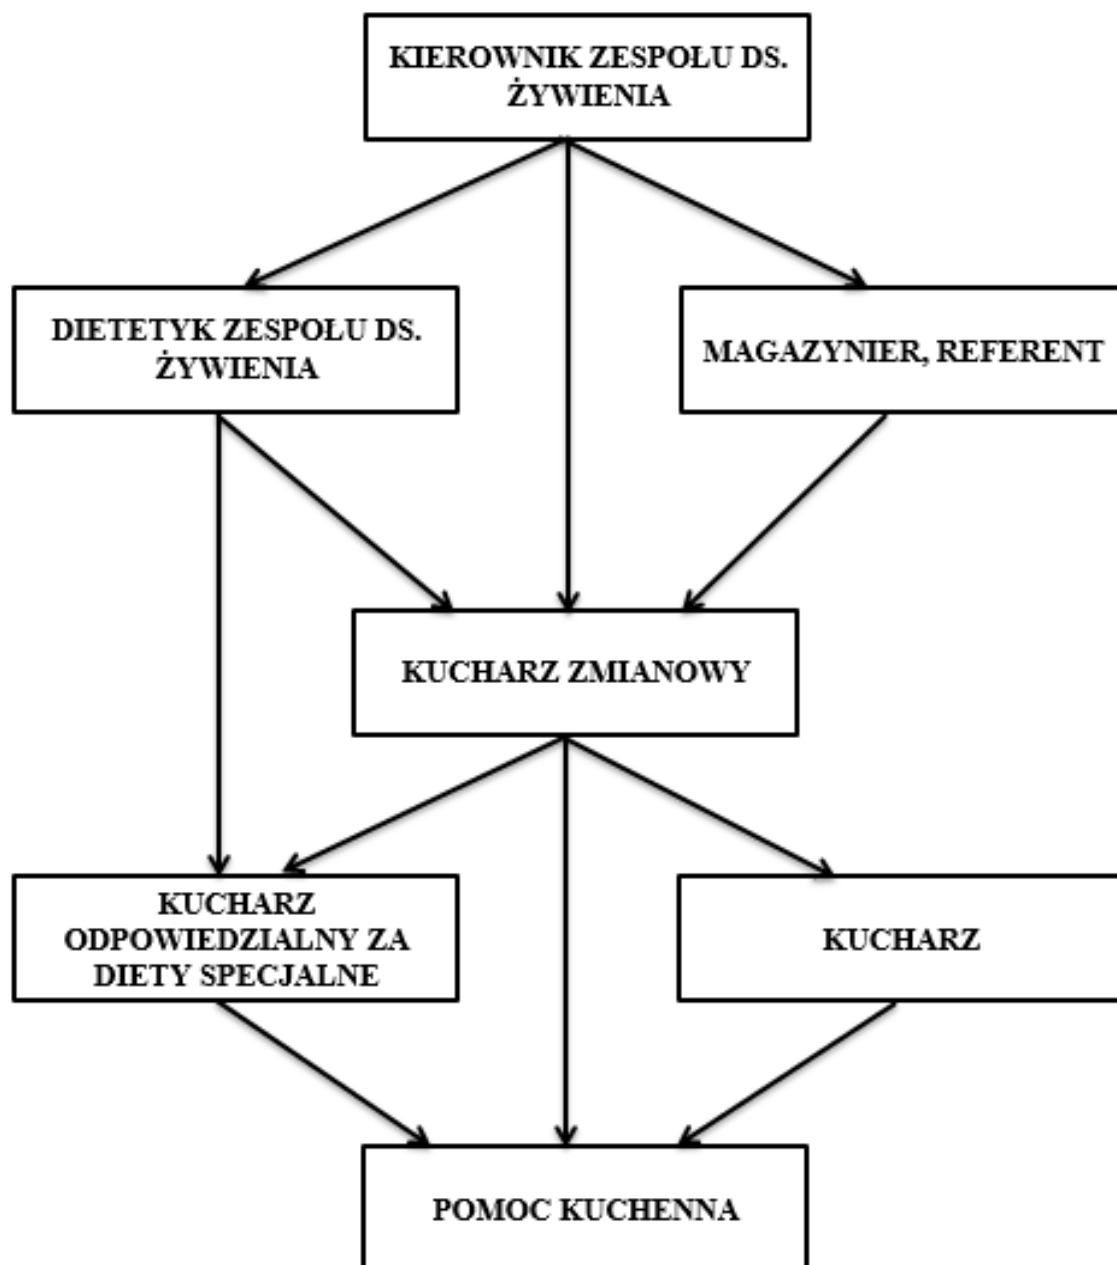 KIEROWNIK ZESPOŁU DS.
ŻYWIENIA
DIETETYK ZESPOŁU DS.
ŻYWIENIA
MAGAZYNIER, REFERENT
KUCHARZ ZMIANOWY
KUCHARZ
ODPOWIEDZIALNY ZA
DIETY SPECJALNE
KUCHARZ
POMOC KUCHENNA